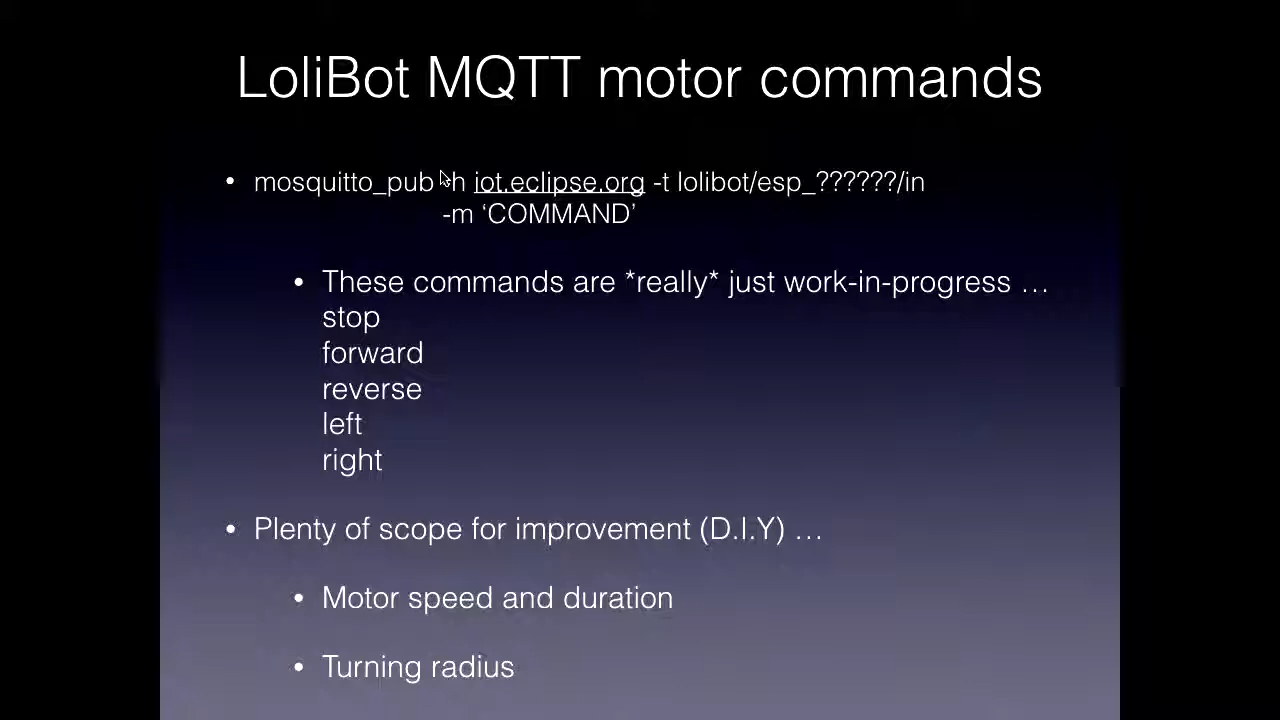 LoliBot MQTT motor commands
• mosquitto_pub -h iot.eclipse.org -t lolibot/esp_??????/in
-m ‘COMMAND’
• These commands are *really* just work-in-progress …
stop
forward
reverse
left
right
• Plenty of scope for improvement (D.I.Y) …
• Motor speed and duration
• Turning radius